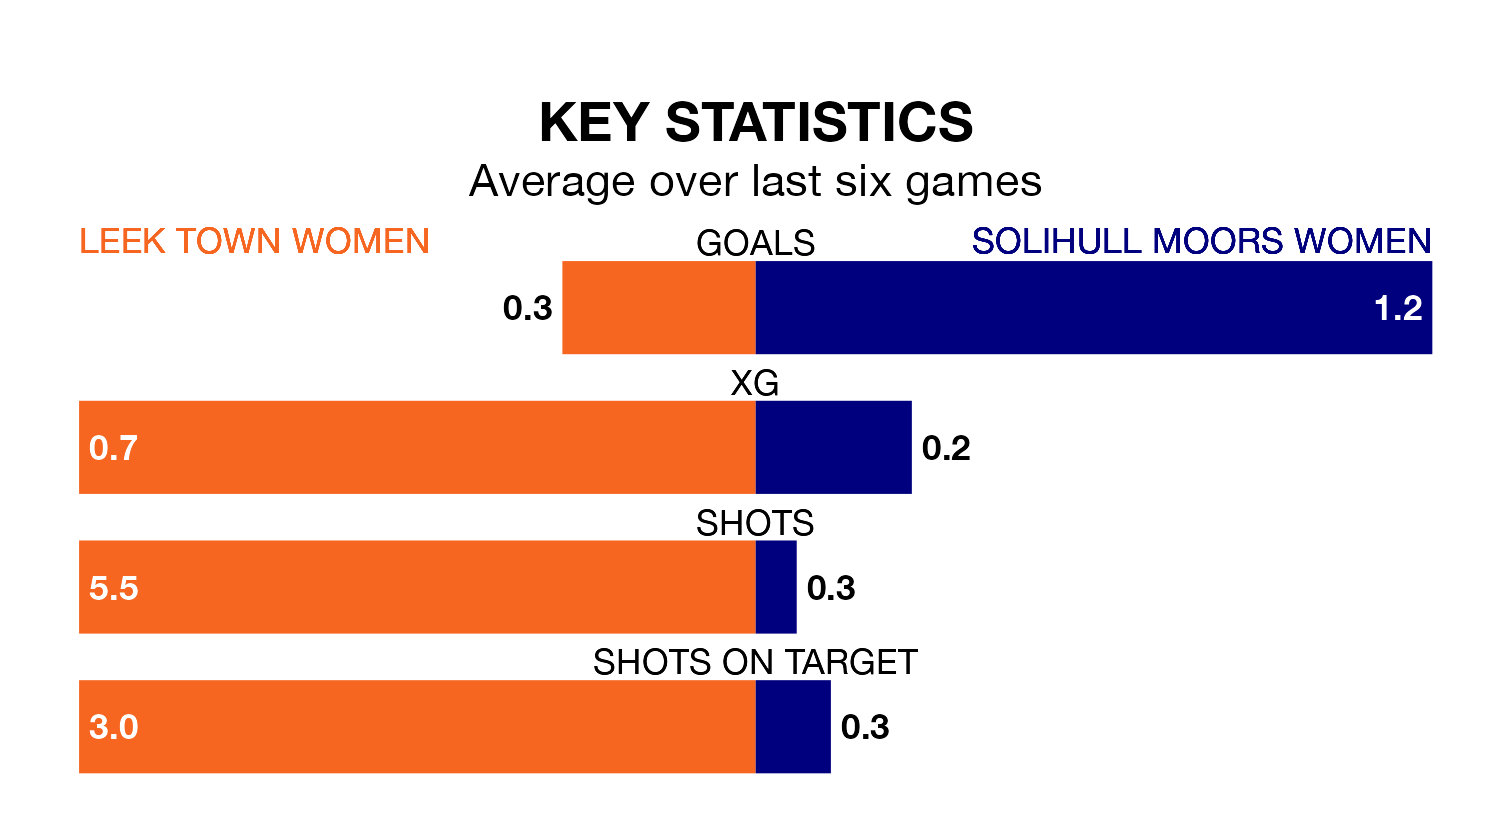 KEY STATISTICS
Average over last six games
LEEK TOWN WOMEN
GOALS
SOLIHULL MOORS WOMEN
0.3
1.2
XG
0.7
0.2
SHOTS
5.5
0.3
SHOTS ON TARGET
3.0
0.3